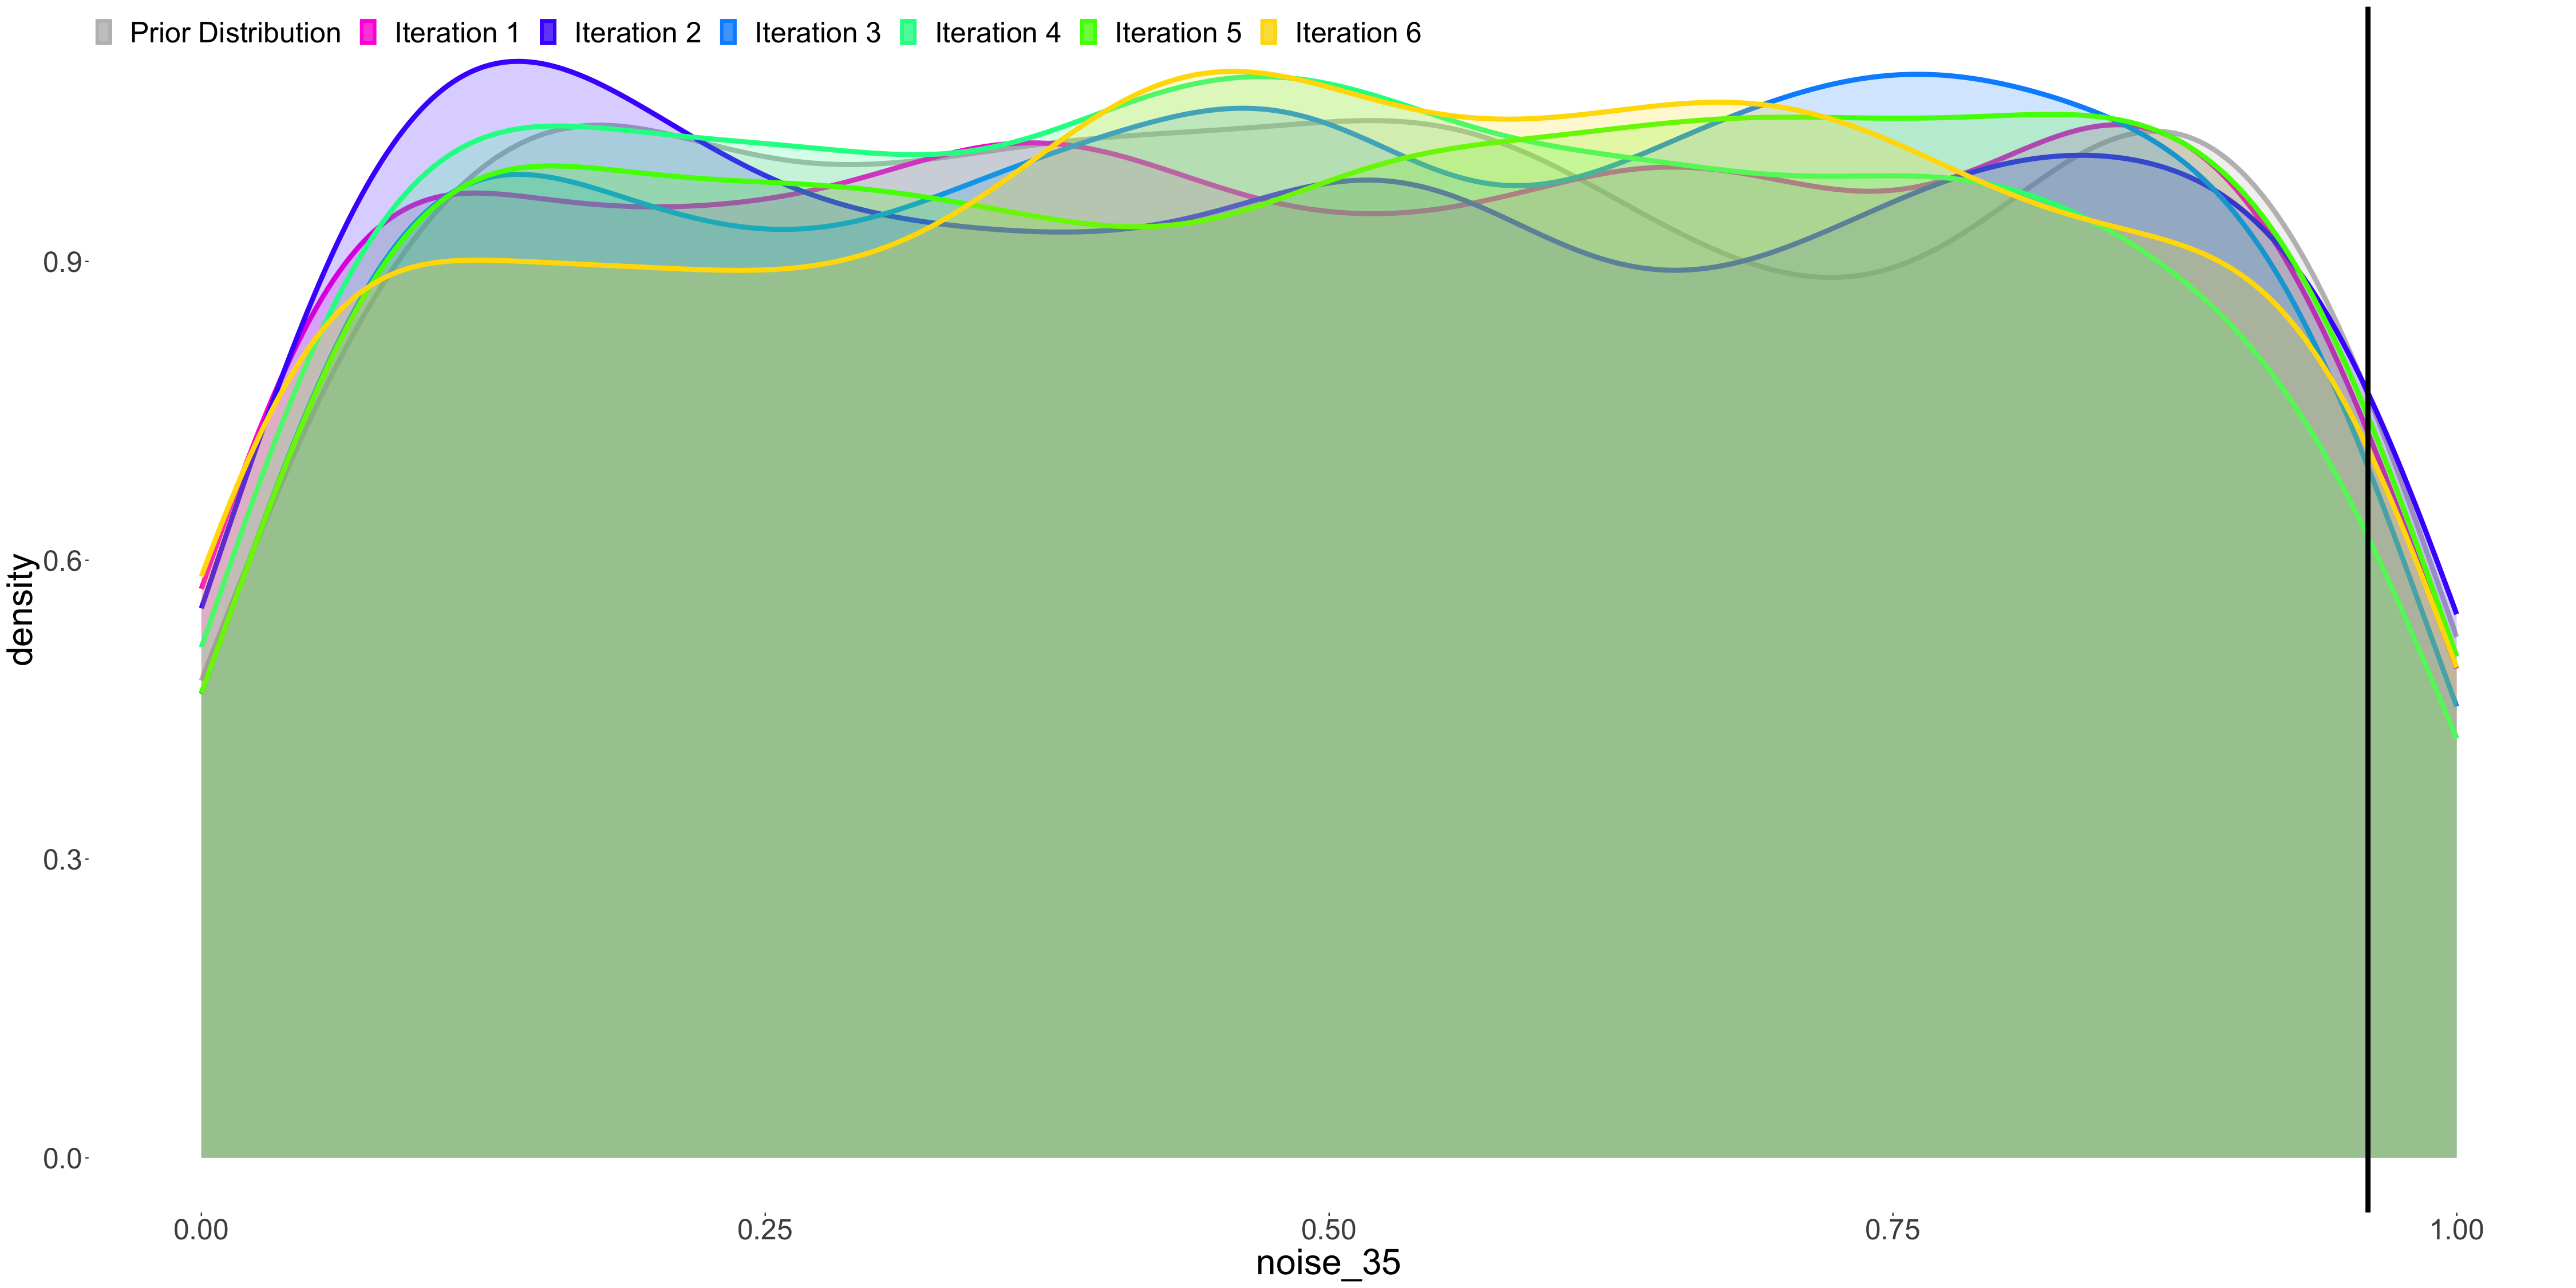 Prior Distribution Iteration 1 Iteration 2 Iteration 3 Iteration 4 Iteration 5 Iteration 6
0.9
0.6
density
0.3
0.0
0.00 0.25 0.50 0.75 1.00
noise_35